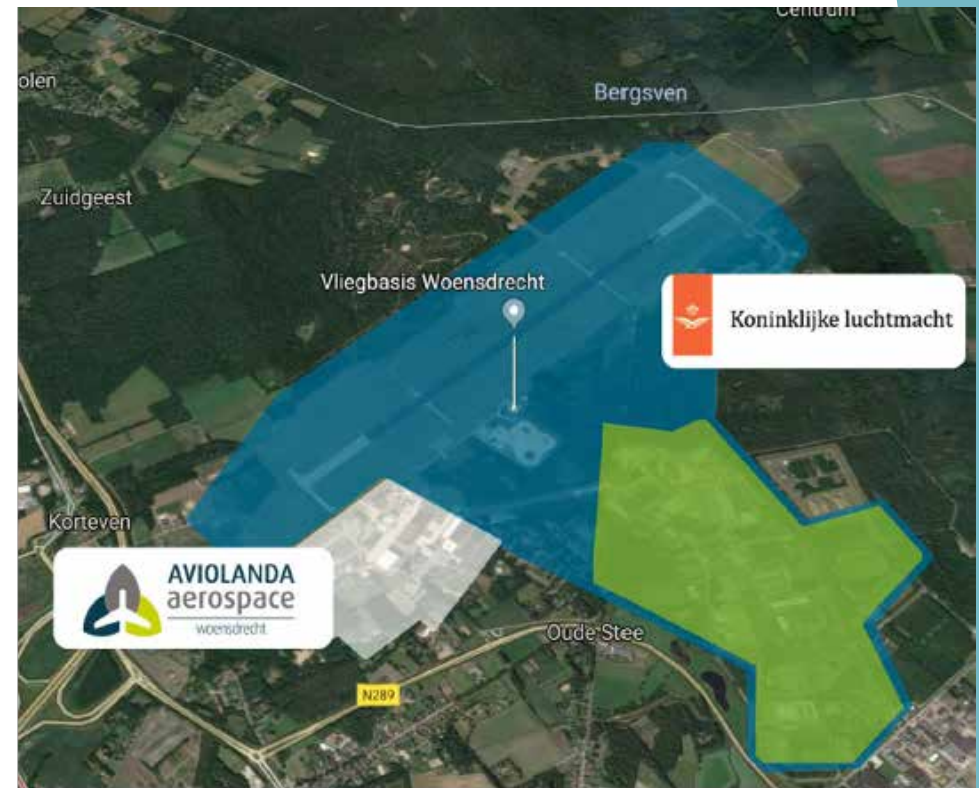 Centrum
olen
Bergsven
Zuidgeest
Vliegbasis Woensdrecht
Koninklijke luchtmacht
Korteven
AVIOLANDA
aerospace
woensdrecht
Oude Stee
N289